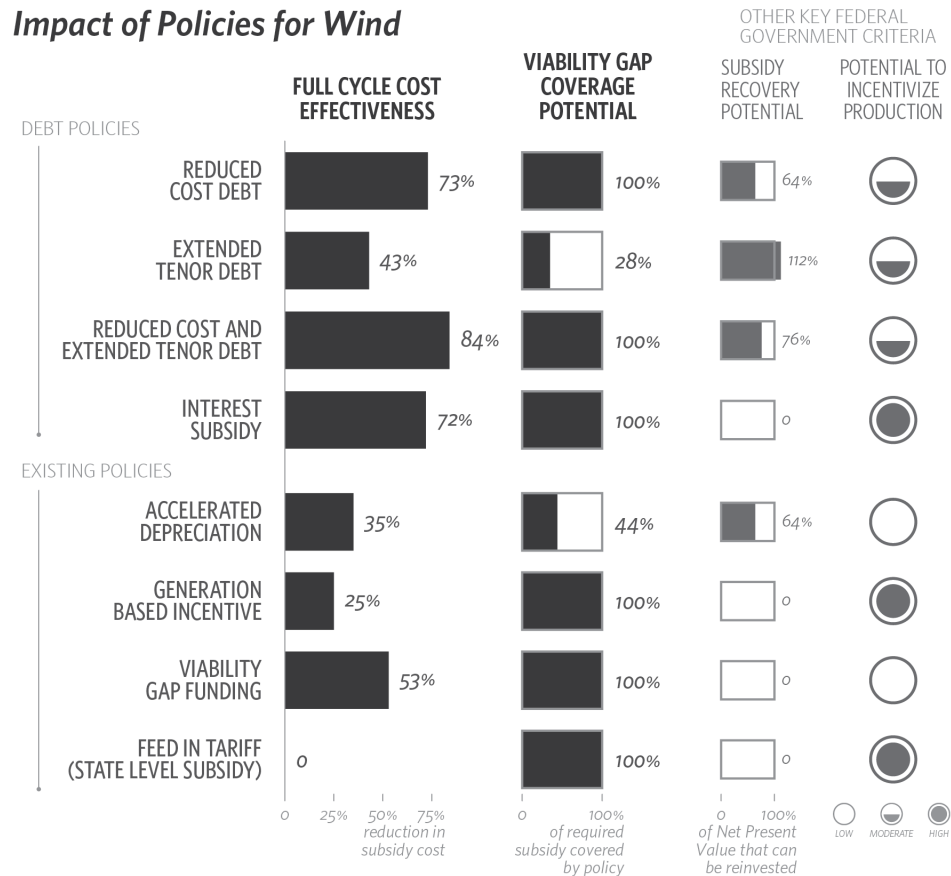 Impact of Policies for Wind
OTHER KEY FEDERAL
GOVERNMENT CRITERIA
FULL CYCLE COST
EFFECTIVENESS
VIABILITY GAP
COVERAGE
POTENTIAL
SUBSIDY
RECOVERY
POTENTIAL
POTENTIAL TO
INCENTIVIZE
PRODUCTION
DEBT POLICIES
REDUCED
COST DEBT
73%
100%
64%
EXTENDED
TENOR DEBT
43%
28%
112%
REDUCED COST AND
EXTENDED TENOR DEBT
84%
100%
76%
INTEREST
SUBSIDY
72%
100%
0
EXISTING POLICIES
ACCELERATED
DEPRECIATION
35%
44%
64%
GENERATION
BASED INCENTIVE
25%
100%
0
VIABILITY
GAP FUNDING
53%
100%
0
FEED IN TARIFF
(STATE LEVEL SUBSIDY)
0
100%
0
0 25% 50% 75%
reduction in
subsidy cost
0 100%
of required
subsidy covered
by policy
0 100%
of Net Present
Value that can
be reinvested
LOW MODERATE HIGH